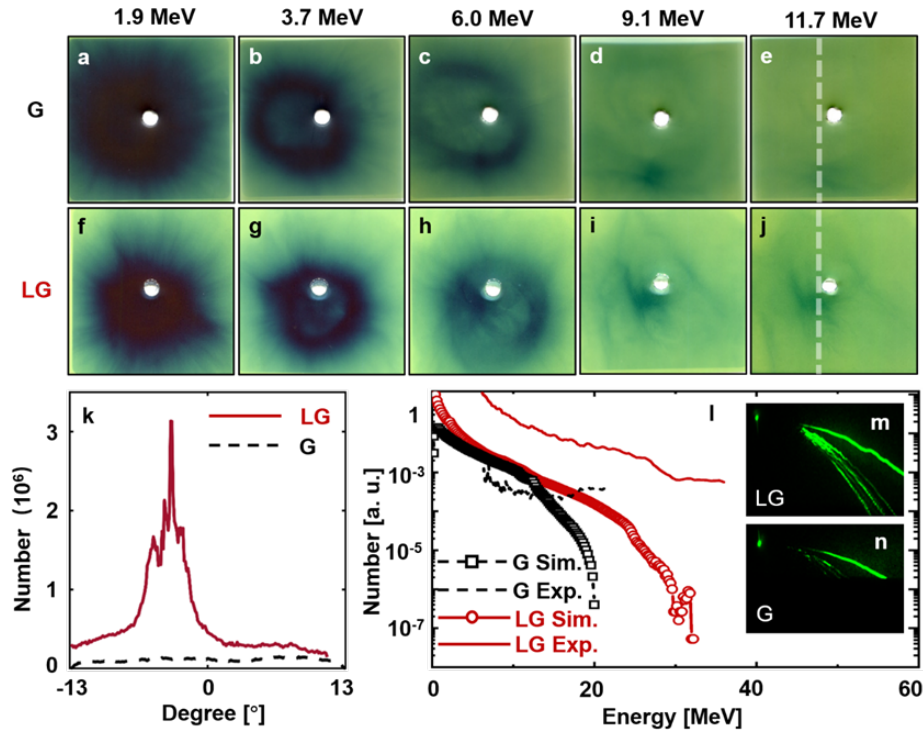 1.9 MeV 3.7 MeV 6.0 MeV 9.1 MeV 11.7 MeV
a b c d e
G
f g h i j
LG
k
LG
G
3
2
1
0
Number (10⁶)
-13 0 13
Degree [°]
l
1
10⁻³
10⁻⁵
10⁻⁷
Number [a. u.]
G Sim.
G Exp.
LG Sim.
LG Exp.
m
LG
n
G
0 20 40 60
Energy [MeV]